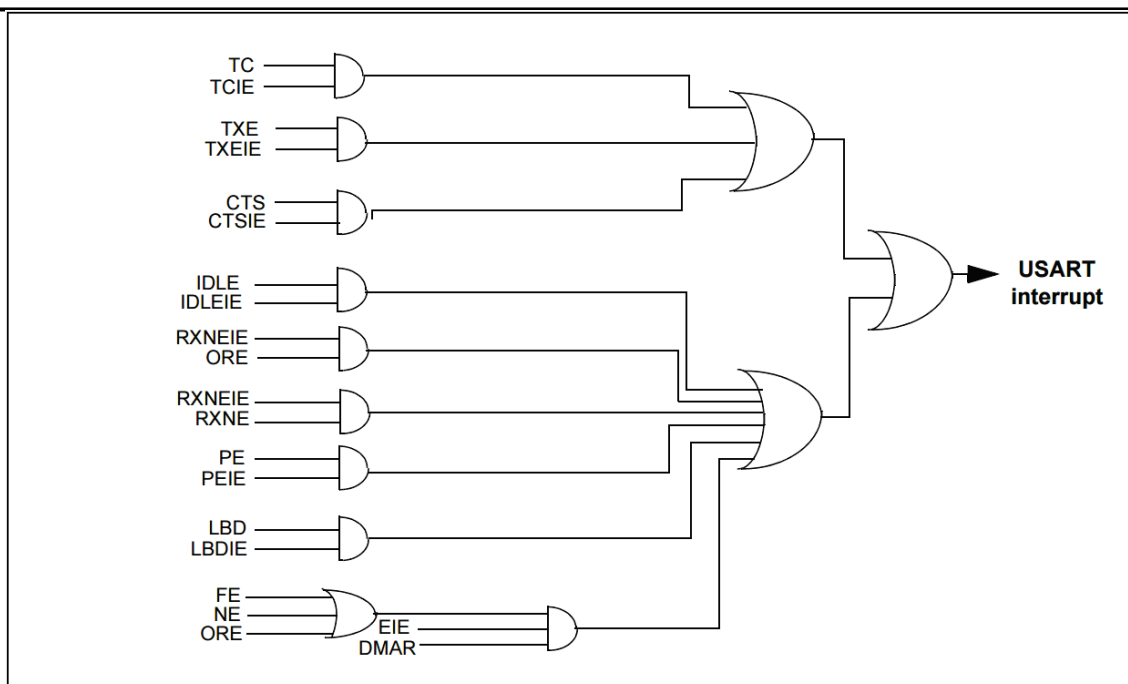 TC
TCIE
TXE
TXEIE
CTS
CTSIE
IDLE
IDLEIE
RXNEIE
ORE
RXNEIE
RXNE
PE
PEIE
LBD
LBDIE
FE
NE
ORE
EIE
DMAR
USART
interrupt